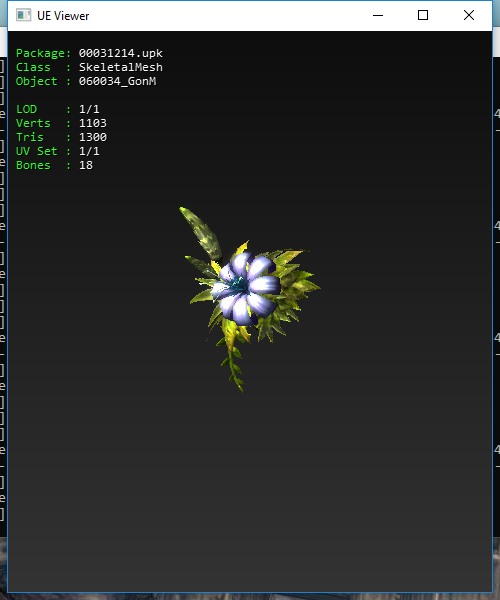 UE Viewer
Package: 00031214.upk
Class  : SkeletalMesh
Object : 060034_GonM
LOD    : 1/1
Verts  : 1103
Tris   : 1300
UV Set : 1/1
Bones  : 18